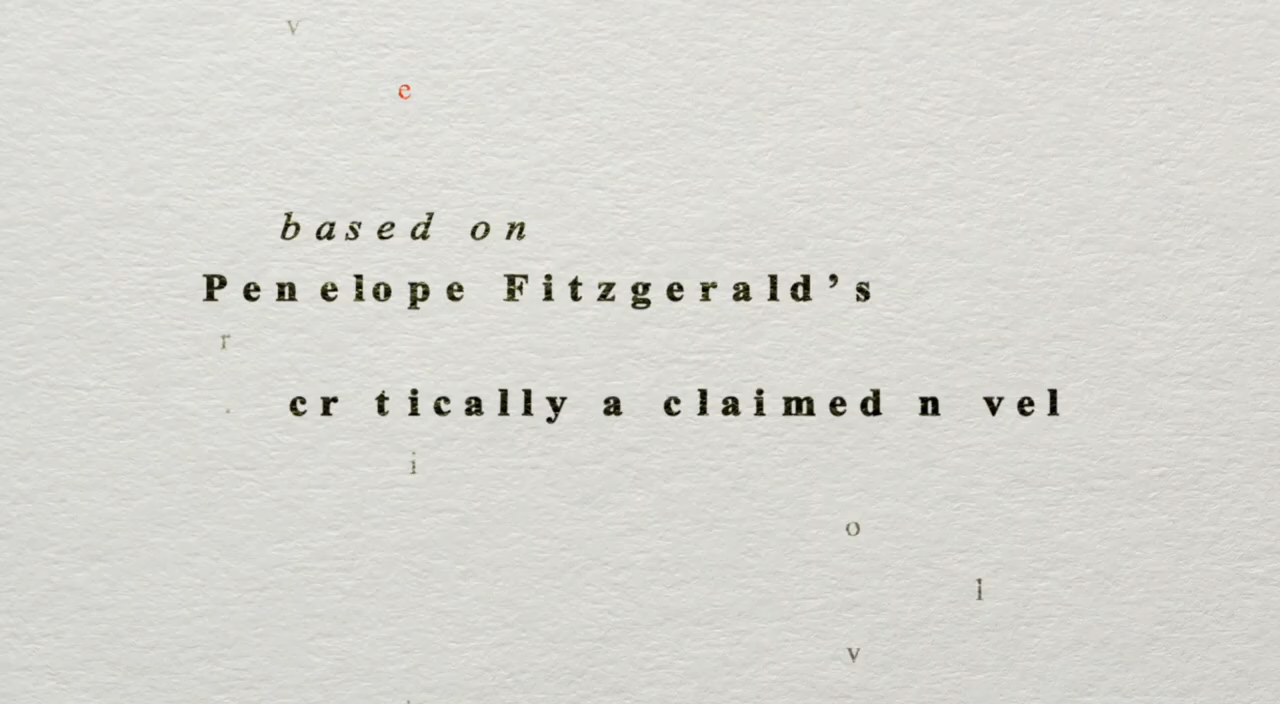 v
e
based on
Penelope Fitzgerald’s
r
cr tically a claimed n vel
i
o
l
v